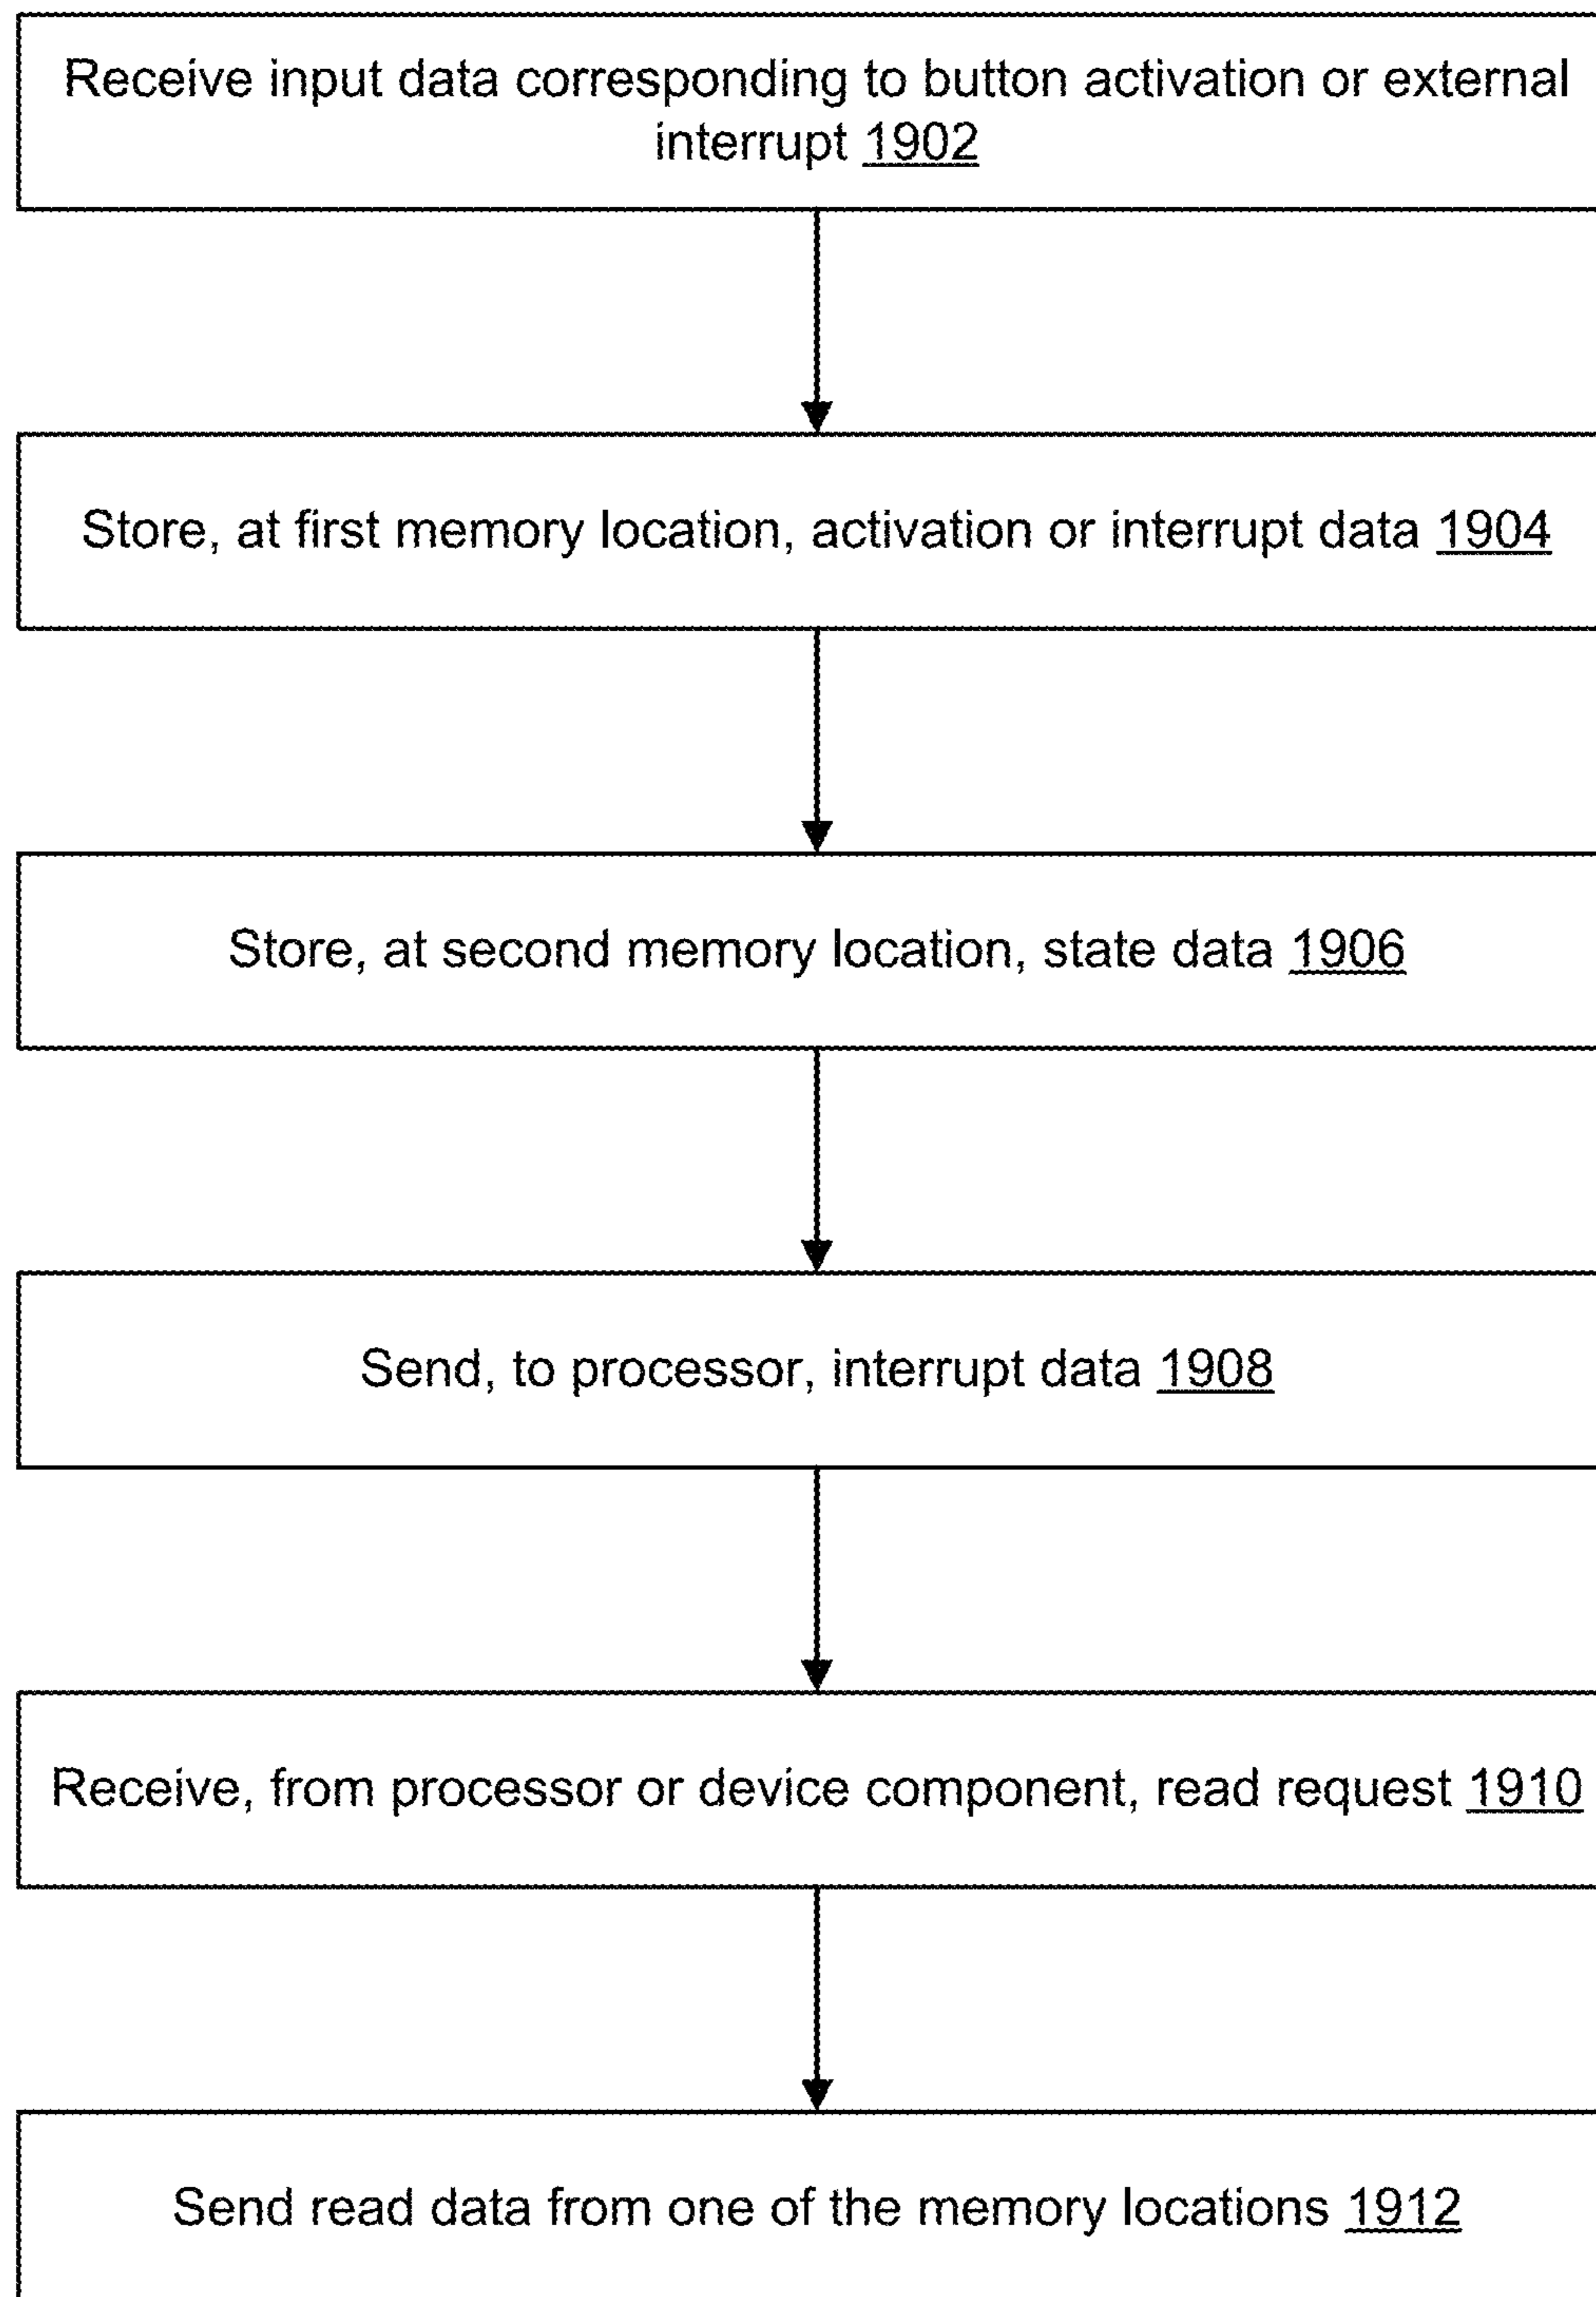 Receive input data corresponding to button activation or external
interrupt 1902
Store, at first memory location, activation or interrupt data 1904
Store, at second memory location, state data 1906
Send, to processor, interrupt data 1908
Receive, from processor or device component, read request 1910
Send read data from one of the memory locations 1912